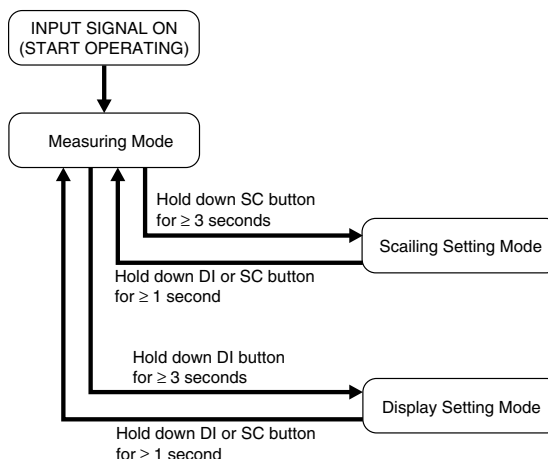 INPUT SIGNAL ON
(START OPERATING)
Measuring Mode
Hold down SC button
for ≥ 3 seconds
Scailing Setting Mode
Hold down DI or SC button
for ≥ 1 second
Hold down DI button
for ≥ 3 seconds
Display Setting Mode
Hold down DI or SC button
for ≥ 1 second